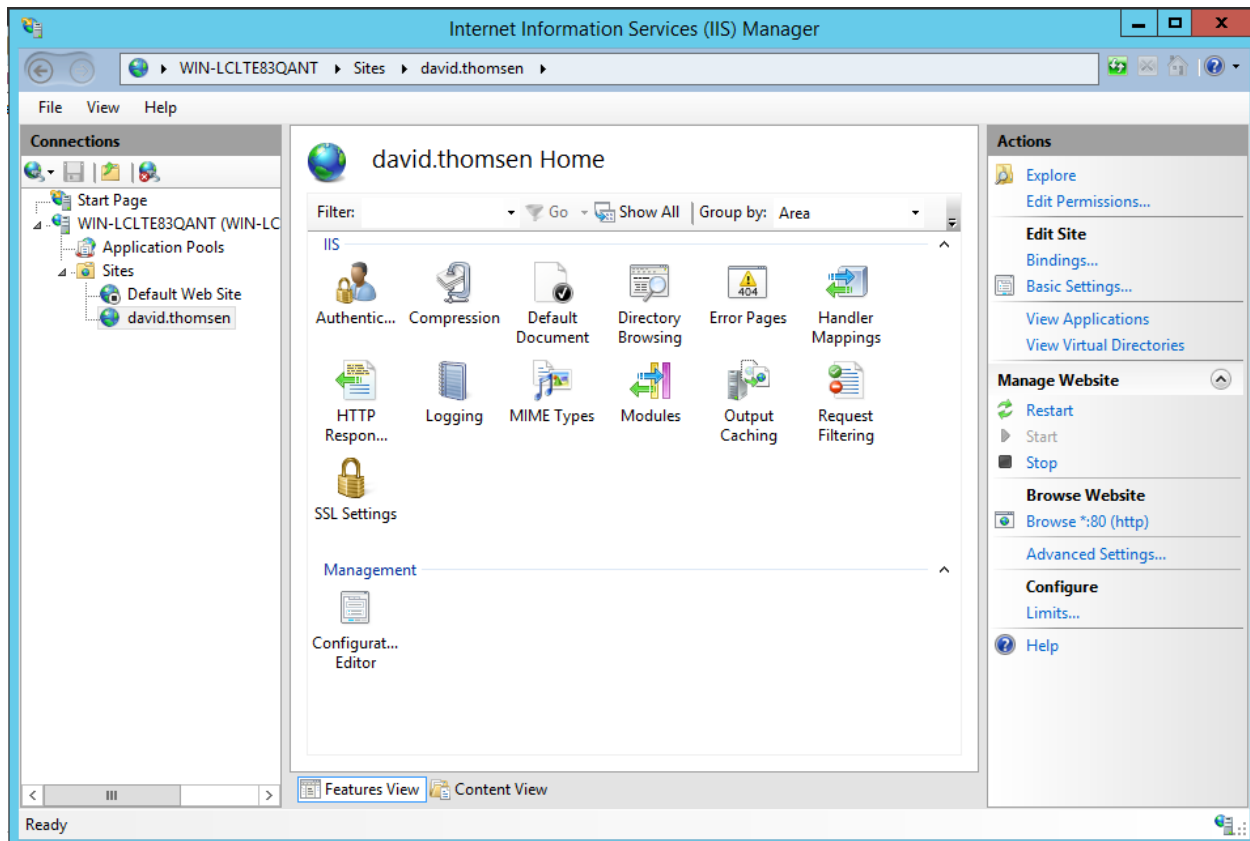 Internet Information Services (IIS) Manager
WIN-LCLTE83QANT Sites david.thomsen
File View Help
Connections
Start Page
WIN-LCLTE83QANT (WIN-LC
Application Pools
Sites
Default Web Site
david.thomsen
david.thomsen Home
Filter: Go Show All Group by: Area
IIS
Authentic... Compression Default Document Directory Browsing Error Pages Handler Mappings
404
HTTP Respon... Logging MIME Types Modules Output Caching Request Filtering
SSL Settings
Management
Configurat... Editor
Features View Content View
Actions
Explore
Edit Permissions...
Edit Site
Bindings...
Basic Settings...
View Applications
View Virtual Directories
Manage Website
Restart
Start
Stop
Browse Website
Browse *:80 (http)
Advanced Settings...
Configure
Limits...
Help
Ready